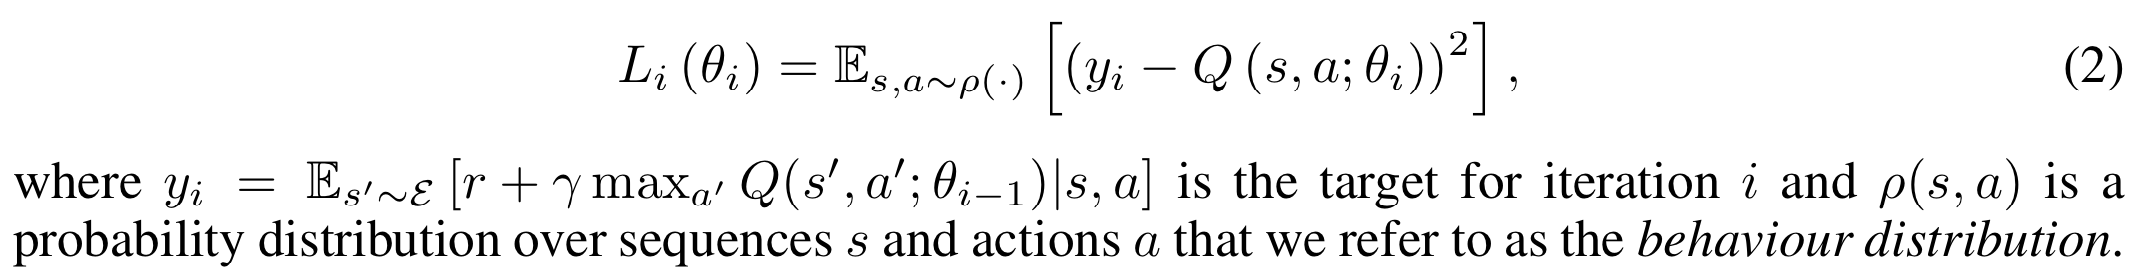 L_i (θ_i) = 𝔼_{s,a∼ρ(·)} [(y_i − Q (s, a; θ_i))^2], (2)
where y_i = 𝔼_{s′∼ℰ} [r + γ max_{a′} Q(s′, a′; θ_{i−1})|s, a] is the target for iteration i and ρ(s, a) is a
probability distribution over sequences s and actions a that we refer to as the behaviour distribution.